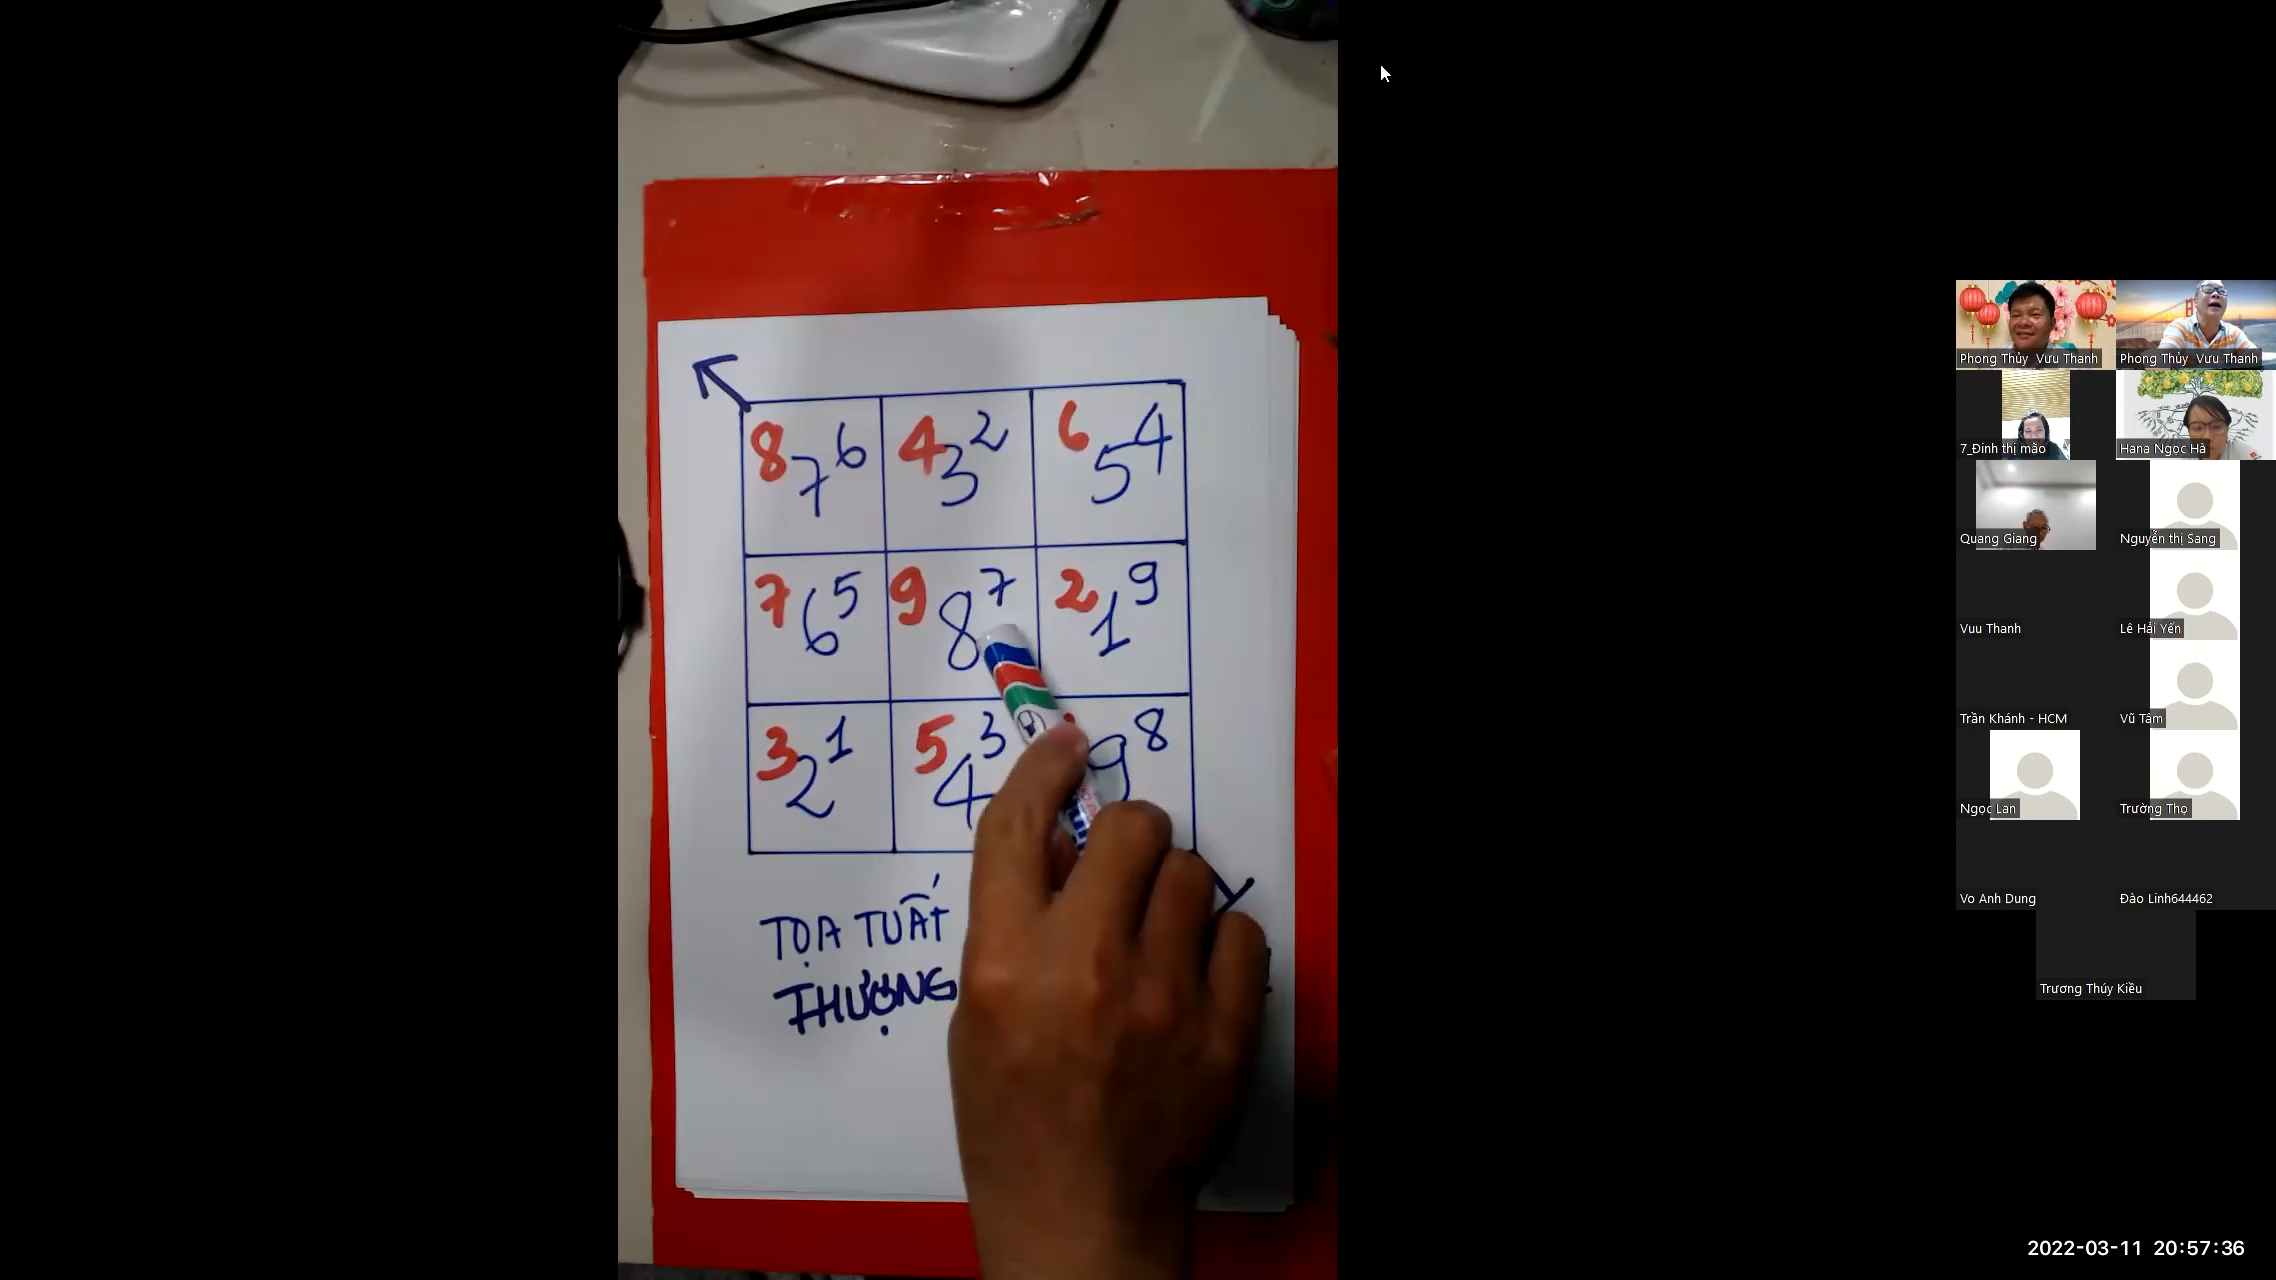 8 7 6 4 3 2 6 5 4
7 6 5 9 8 7 2 1 9
3 2 1 5 4 3 9 8
TỌA TUẤT
THƯỢNG
Phong Thủy Vưu Thanh
Phong Thủy Vưu Thanh
7_Đinh thị mão
Hana Ngọc Hà
Quang Giang
Nguyễn thị Sang
Vuu Thanh
Lê Hải Yến
Trần Khánh - HCM
Vũ Tâm
Ngọc Lan
Trường Thọ
Vo Anh Dung
Đào Linh644462
Trương Thúy Kiều
2022-03-11 20:57:36